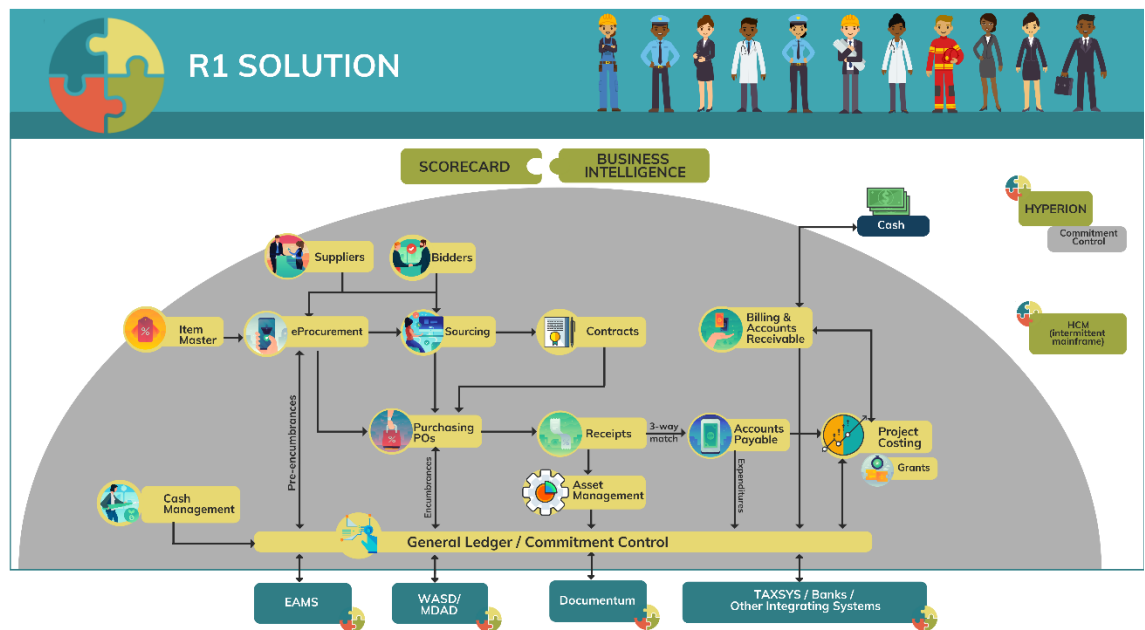 R1 SOLUTION
SCORECARD
BUSINESS
INTELLIGENCE
Cash
HYPERION
Commitment
Control
Suppliers
Bidders
Item
Master
eProcurement
Sourcing
Contracts
Billing &
Accounts
Receivable
HCM
(intermittent
mainframe)
Pre-encumbrances
Purchasing
POs
Receipts
3-way
match
Accounts
Payable
Project
Costing
Grants
Encumbrances
Expenditures
Asset
Management
Cash
Management
General Ledger / Commitment Control
EAMS
WASD/
MDAD
Documentum
TAXSYS / Banks /
Other Integrating Systems